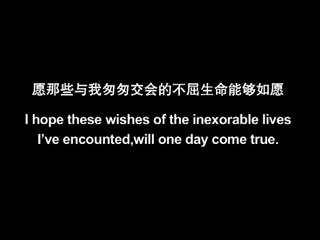 愿那些与我匆匆交会的不屈生命能够如愿
I hope these wishes of the inexorable lives
I've encounted,will one day come true.